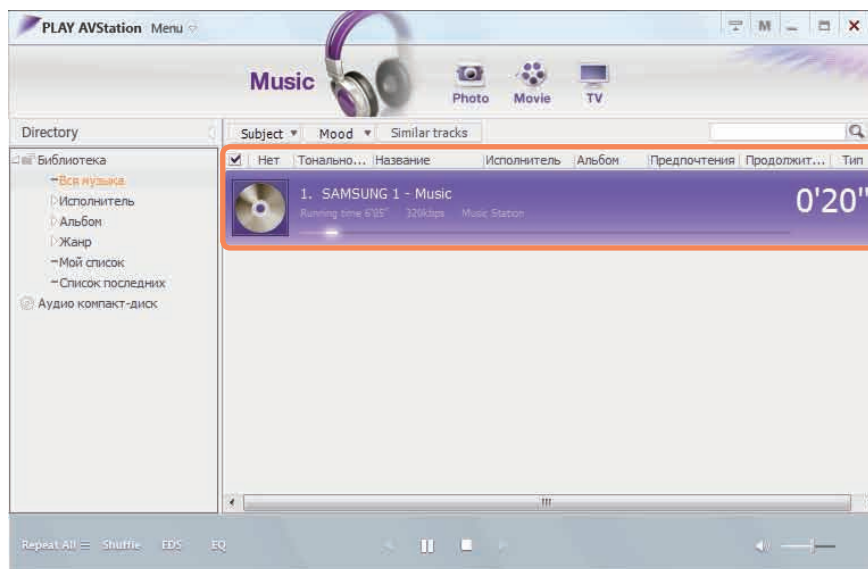 PLAY AVStation Menu
M
Music
Photo Movie TV
Directory
Subject Mood Similar tracks
Библиотека
Вся музыка
Исполнитель
Альбом
Жанр
Мой список
Список последних
Аудио компакт-диск
Нет Тонально... Название Исполнитель Альбом Предпочтения Продолжит... Тип
1. SAMSUNG 1 - Music
Running time 6'05" 320kbps Music Station
0'20"
Repeat All Shuffle EDS EQ